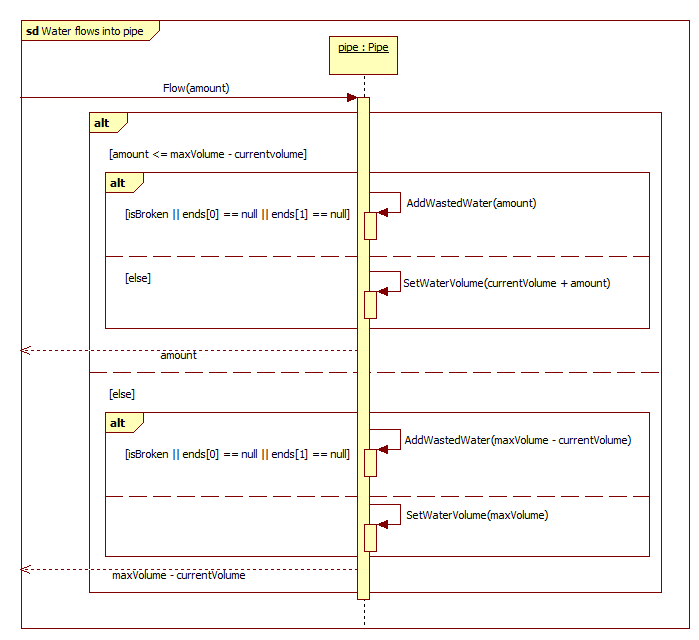 sd Water flows into pipe
pipe : Pipe
Flow(amount)
alt
[amount <= maxVolume - currentvolume]
alt
AddWastedWater(amount)
[isBroken || ends[0] == null || ends[1] == null]
[else]
SetWaterVolume(currentVolume + amount)
amount
[else]
alt
AddWastedWater(maxVolume - currentVolume)
[isBroken || ends[0] == null || ends[1] == null]
SetWaterVolume(maxVolume)
maxVolume - currentVolume